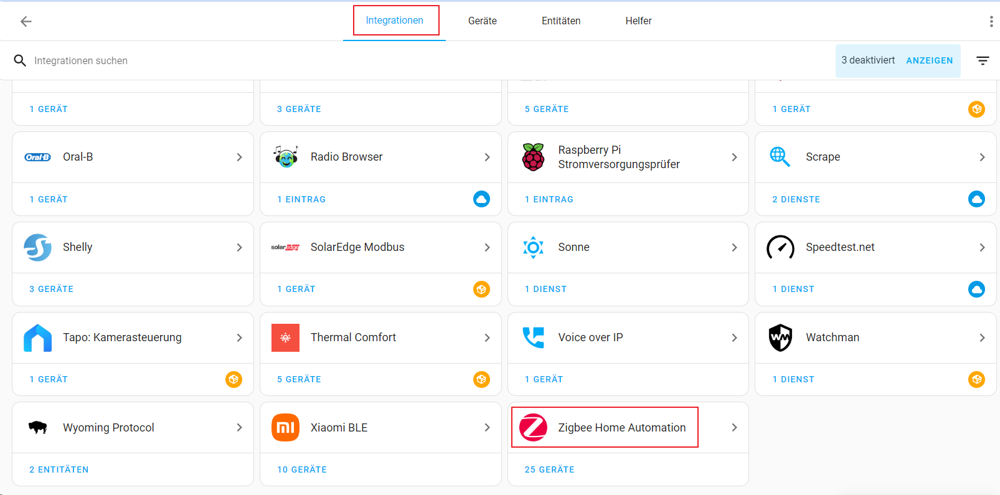 Integrationen
Geräte
Entitäten
Helfer
Integrationen suchen
3 deaktiviert
ANZEIGEN
1 GERÄT
3 GERÄTE
5 GERÄTE
1 GERÄT
Oral-B
Oral-B
Radio Browser
Raspberry Pi
Stromversorgungsprüfer
Scrape
1 GERÄT
1 EINTRAG
1 EINTRAG
2 DIENSTE
Shelly
solaredge
SolarEdge Modbus
Sonne
Speedtest.net
3 GERÄTE
1 GERÄT
1 DIENST
1 DIENST
Tapo: Kamerasteuerung
Thermal Comfort
Voice over IP
WM
Watchman
1 GERÄT
5 GERÄTE
1 GERÄT
1 DIENST
Wyoming Protocol
mi
Xiaomi BLE
Zigbee Home Automation
2 ENTITÄTEN
10 GERÄTE
25 GERÄTE